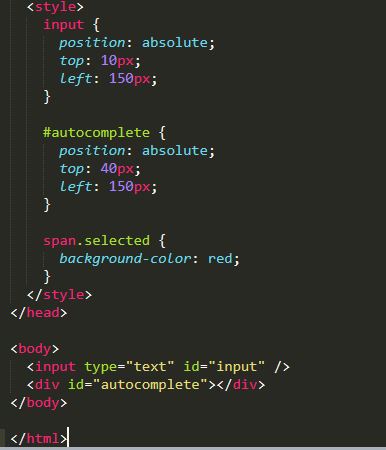 <style>
input {
position: absolute;
top: 10px;
left: 150px;
}
#autocomplete {
position: absolute;
top: 40px;
left: 150px;
}
span.selected {
background-color: red;
}
</style>
</head>
<body>
<input type="text" id="input" />
<div id="autocomplete"></div>
</body>
</html>